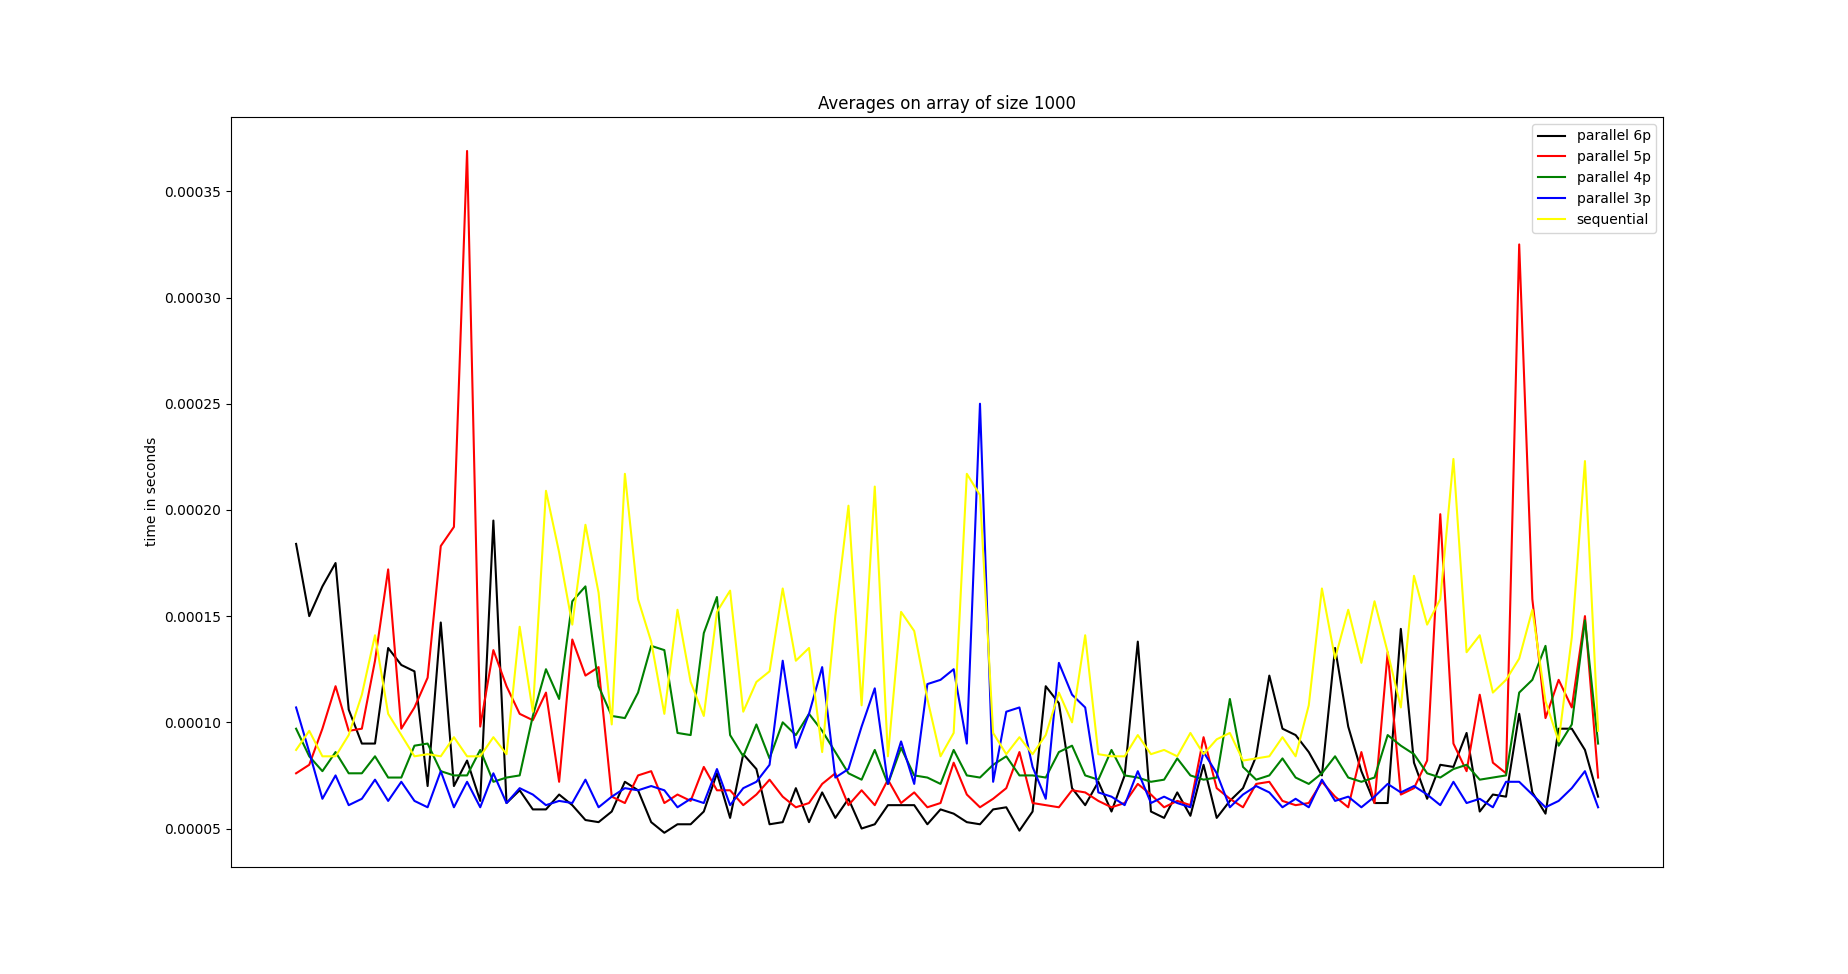 Averages on array of size 1000
parallel 6p
parallel 5p
parallel 4p
parallel 3p
sequential
0.00035
0.00030
0.00025
0.00020
0.00015
0.00010
0.00005
time in seconds